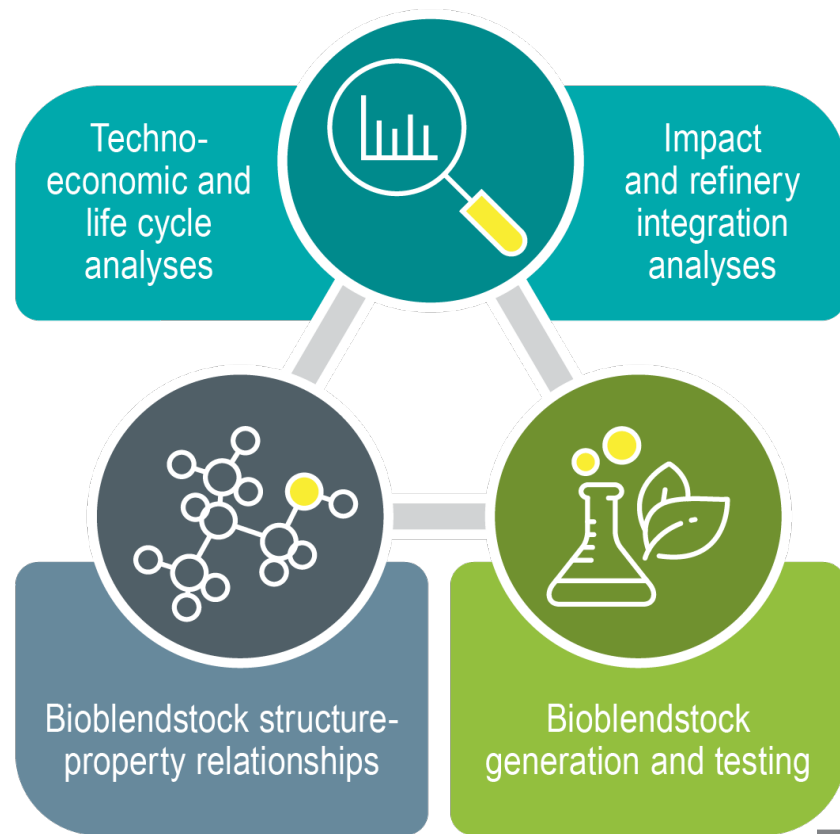 Techno-
economic and
life cycle
analyses
Impact
and refinery
integration
analyses
Bioblendstock structure-
property relationships
Bioblendstock
generation and testing